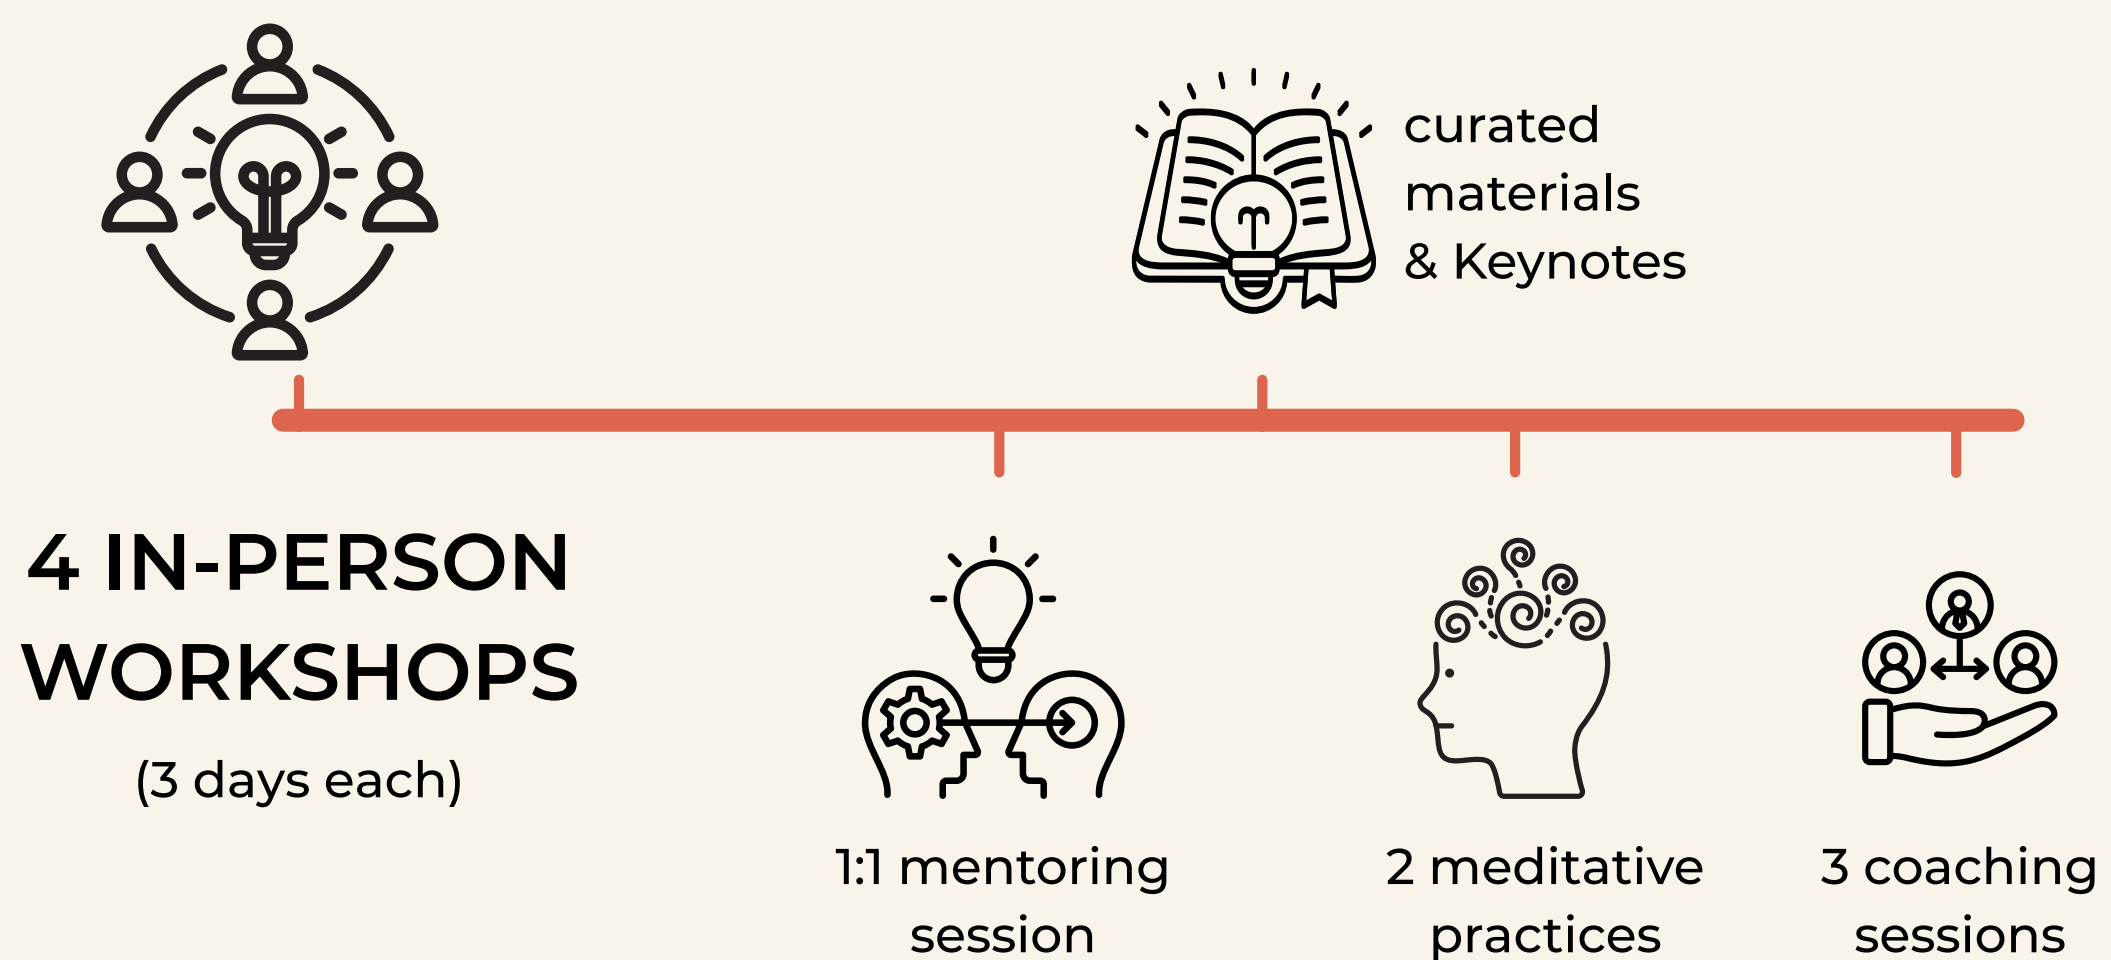 curated
materials
& Keynotes
4 IN-PERSON
WORKSHOPS
(3 days each)
1:1 mentoring
session
2 meditative
practices
3 coaching
sessions